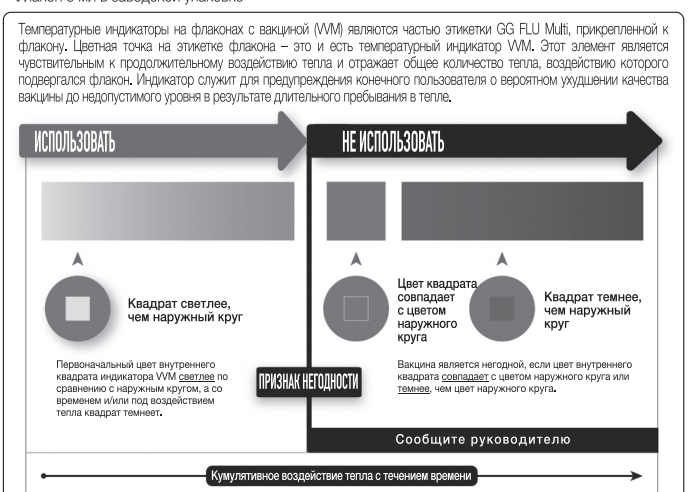 Флакон 5 мл в заводской упаковке
Температурные индикаторы на флаконах с вакциной (VVM) являются частью этикетки GG FLU Multi, прикрепленной к
флакону. Цветная точка на этикетке флакона – это и есть температурный индикатор VVM. Этот элемент является
чувствительным к продолжительному воздействию тепла и отражает общее количество тепла, воздействию которого
подвергался флакон. Индикатор служит для предупреждения конечного пользователя о вероятном ухудшении качества
вакцины до недопустимого уровня в результате длительного пребывания в тепле.
ИСПОЛЬЗОВАТЬ
НЕ ИСПОЛЬЗОВАТЬ
Квадрат светлее,
чем наружный круг
Цвет квадрата
совпадает
с цветом
наружного
круга
Квадрат темнее,
чем наружный
круг
Первоначальный цвет внутреннего
квадрата индикатора VVM светлее по
сравнению с наружным кругом, а со
временем и/или под воздействием
тепла квадрат темнеет.
ПРИЗНАК НЕГОДНОСТИ
Вакцина является негодной, если цвет внутреннего
квадрата совпадает с цветом наружного круга или
темнее, чем цвет наружного круга.
Сообщите руководителю
Кумулятивное воздействие тепла с течением времени